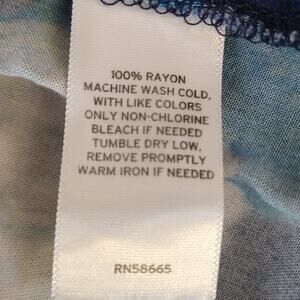 100% RAYON
MACHINE WASH COLD,
WITH LIKE COLORS
ONLY NON-CHLORINE
BLEACH IF NEEDED
TUMBLE DRY LOW,
REMOVE PROMPTLY
WARM IRON IF NEEDED
RN58665